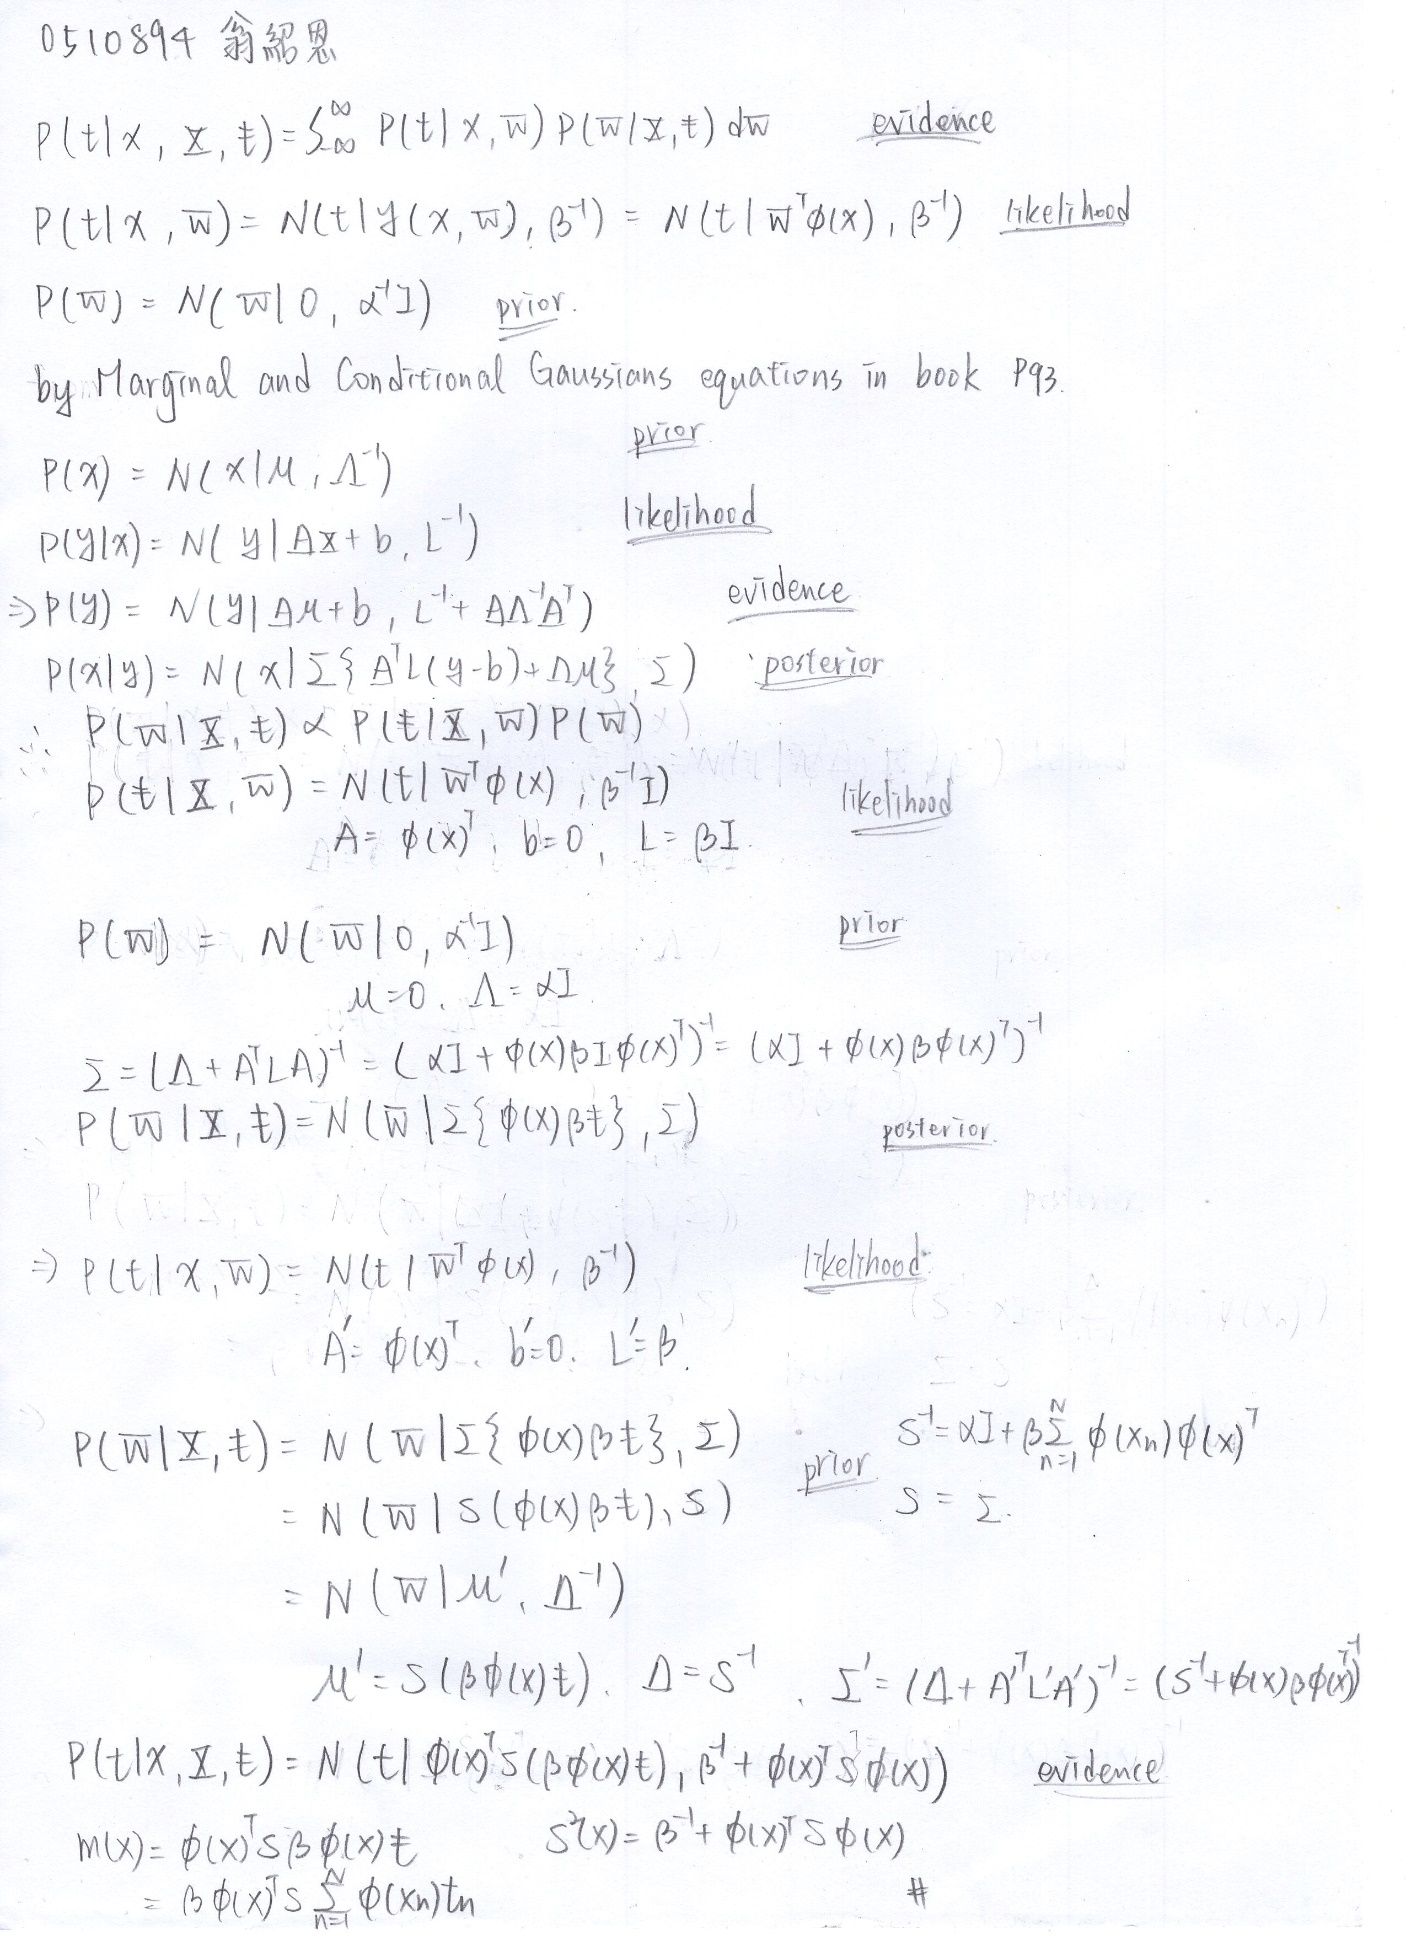 0510894 翁紹恩
P(t|x, X, t) = ∫_{-∞}^{∞} P(t|x, w̅) P(w̅|X, t) dw̅ evidence
P(t|x, w̅) = N(t|y(x, w̅), β⁻¹) = N(t|w̅ᵀφ(x), β⁻¹) likelihood
P(w̅) = N(w̅|0, α⁻¹I) prior.
by Marginal and Conditional Gaussians equations in book P93.
prior
P(x) = N(x|μ, Λ⁻¹)
P(y|x) = N(y|Ax+b, L⁻¹) likelihood
⇒ P(y) = N(y|Aμ+b, L⁻¹+AΛ⁻¹Aᵀ) evidence
P(x|y) = N(x|Σ{AᵀL(y-b)+Λμ}, Σ) posterior
∴ P(w̅|X, t) ∝ P(t|X, w̅) P(w̅)
P(t|X, w̅) = N(t|w̅ᵀφ(x), β⁻¹I) likelihood
A = φ(x)ᵀ, b=0, L = βI.
P(w̅) = N(w̅|0, α⁻¹I) prior
μ=0. Λ=αI
Σ = (Λ+AᵀLA)⁻¹ = (αI+φ(x)βIφ(x)ᵀ)⁻¹ = (αI+φ(x)βφ(x)ᵀ)⁻¹
P(w̅|X, t) = N(w̅|Σ{φ(x)βt}, Σ) posterior.
⇒ P(t|x, w̅) = N(t|w̅ᵀφ(x), β⁻¹) likelihood
A' = φ(x)ᵀ. b'=0. L'=β.
P(w̅|X, t) = N(w̅|Σ{φ(x)βt}, Σ) prior. S⁻¹ = αI+β Σ_{n=1}^{N} φ(xn)φ(x)ᵀ
= N(w̅|S(φ(x)βt), S) S = Σ.
= N(w̅|μ', Λ⁻¹)
μ' = S(βφ(x)t). Λ=S⁻¹. Σ' = (Λ+A'ᵀL'A')⁻¹ = (S⁻¹+φ(x)βφ(x)ᵀ)⁻¹
P(t|x, X, t) = N(t|φ(x)ᵀS(βφ(x)t), β⁻¹+φ(x)ᵀSφ(x)) evidence
m(x) = φ(x)ᵀSβφ(x)t S²(x) = β⁻¹+φ(x)ᵀSφ(x)
= βφ(x)ᵀS Σ_{n=1}^{N} φ(xn)tn #